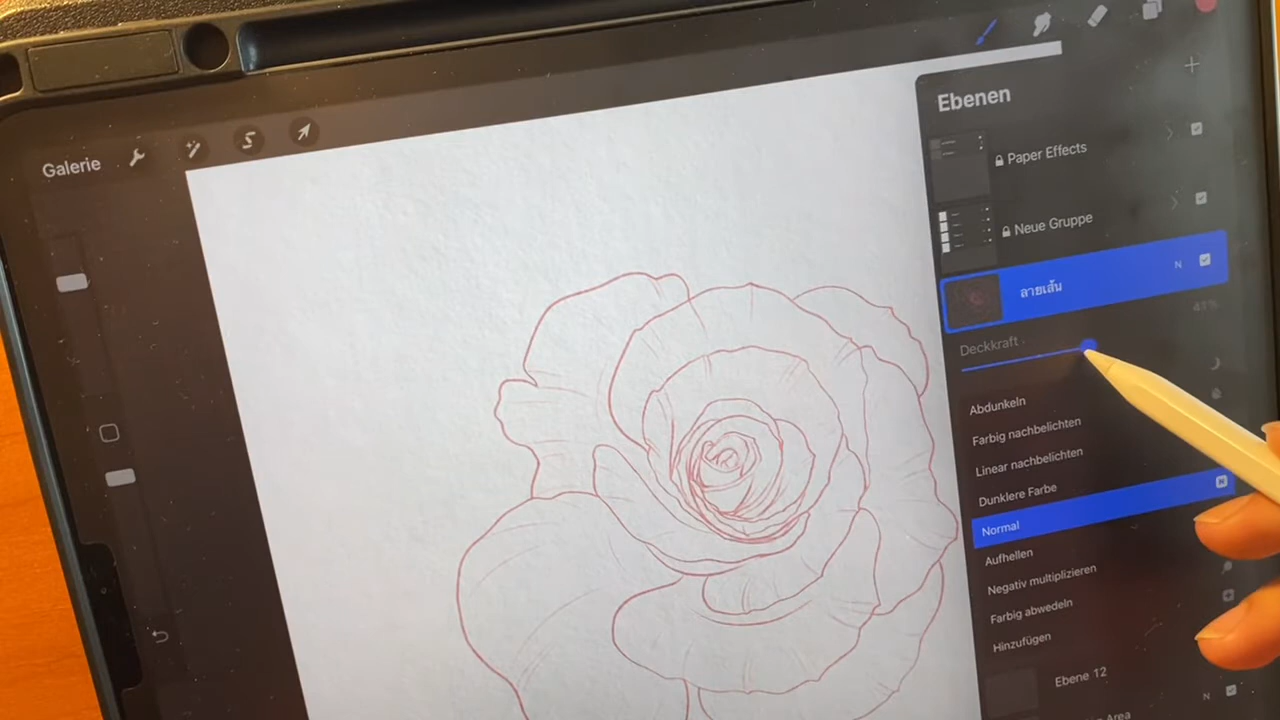 Galerie
Ebenen
Paper Effects
Neue Gruppe
ลายเส้น
N
Deckkraft
Abdunkeln
Farbig nachbelichten
Linear nachbelichten
Dunklere Farbe
Normal
N
Aufhellen
Negativ multiplizieren
Farbig abwedeln
Hinzufügen
Ebene 12
N
Area